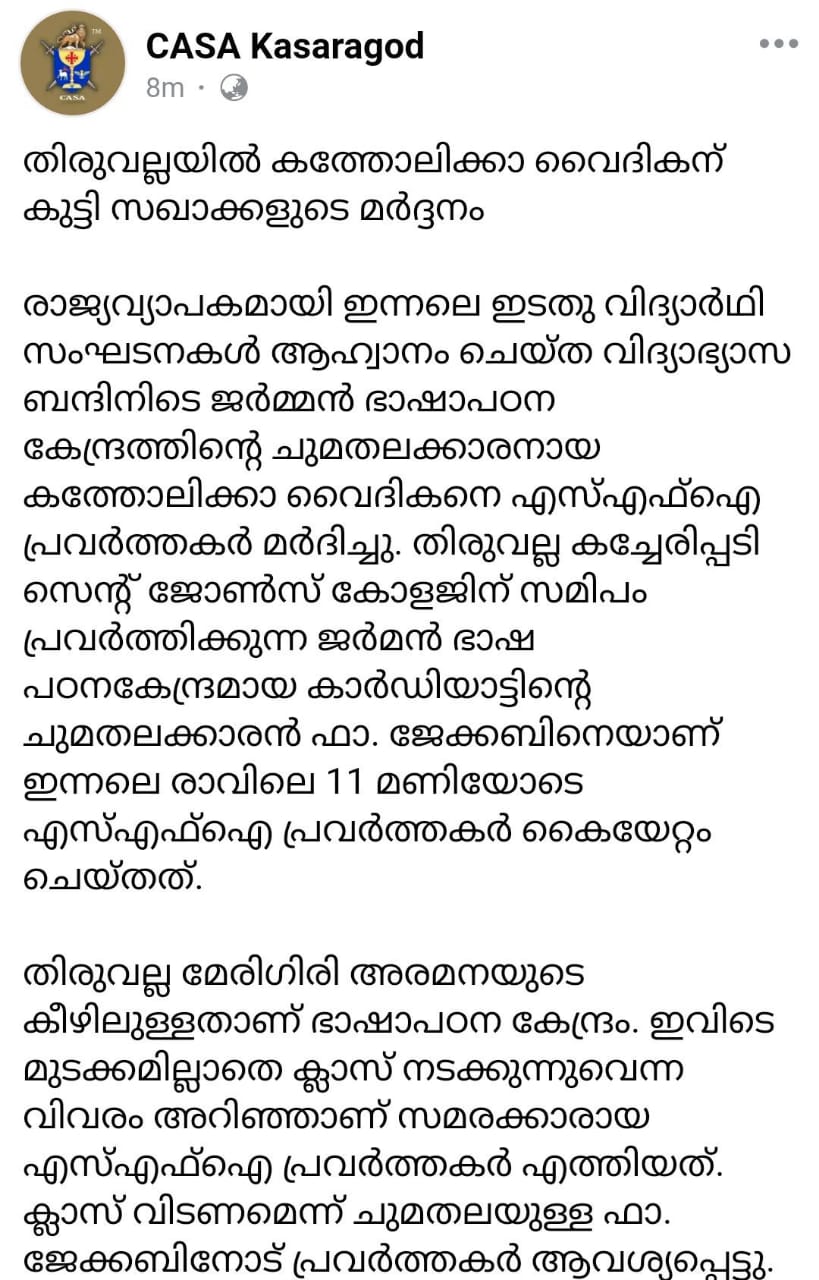 TM
CASA
CASA Kasaragod
8m ·
തിരുവല്ലയിൽ കത്തോലിക്കാ വൈദികന്
കുട്ടി സഖാക്കളുടെ മർദ്ദനം
രാജ്യവ്യാപകമായി ഇന്നലെ ഇടതു വിദ്യാർഥി
സംഘടനകൾ ആഹ്വാനം ചെയ്ത വിദ്യാഭ്യാസ
ബന്ദിനിടെ ജർമ്മൻ ഭാഷാപഠന
കേന്ദ്രത്തിന്റെ ചുമതലക്കാരനായ
കത്തോലിക്കാ വൈദികനെ എസ്എഫ്ഐ
പ്രവർത്തകർ മർദിച്ചു. തിരുവല്ല കച്ചേരിപ്പടി
സെന്റ് ജോൺസ് കോളജിന് സമിപം
പ്രവർത്തിക്കുന്ന ജർമൻ ഭാഷ
പഠനകേന്ദ്രമായ കാർഡിയാട്ടിന്റെ
ചുമതലക്കാരൻ ഫാ. ജേക്കബിനെയാണ്
ഇന്നലെ രാവിലെ 11 മണിയോടെ
എസ്എഫ്ഐ പ്രവർത്തകർ കൈയേറ്റം
ചെയ്തത്.
തിരുവല്ല മേരിഗിരി അരമനയുടെ
കീഴിലുള്ളതാണ് ഭാഷാപഠന കേന്ദ്രം. ഇവിടെ
മുടക്കമില്ലാതെ ക്ലാസ് നടക്കുന്നുവെന്ന
വിവരം അറിഞ്ഞാണ് സമരക്കാരായ
എസ്എഫ്ഐ പ്രവർത്തകർ എത്തിയത്.
ക്ലാസ് വിടണമെന്ന് ചുമതലയുള്ള ഫാ.
ജേക്കബിനോട് പ്രവർത്തകർ ആവശ്യപ്പെട്ടു.